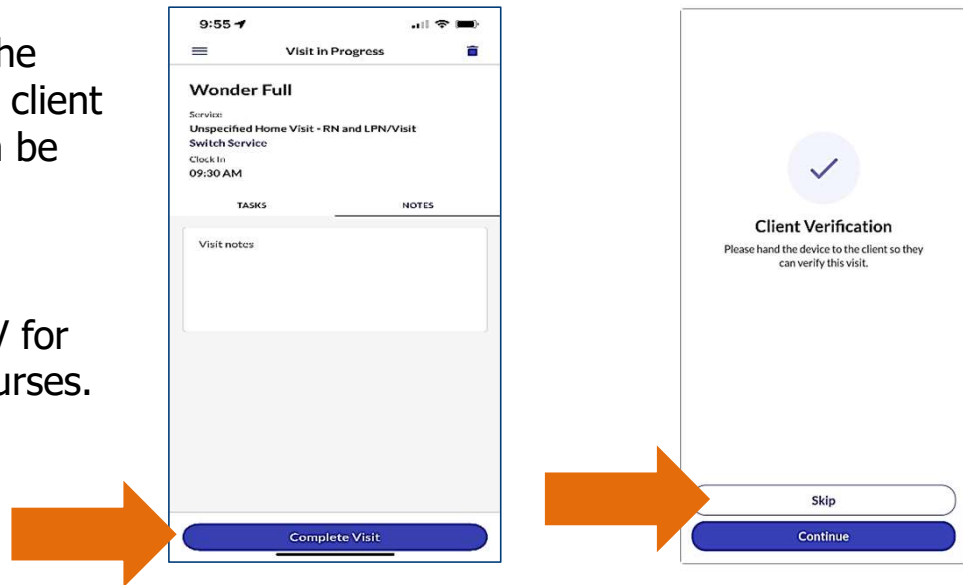 he
client
be
V for
urses.
9:55
Visit in Progress
Wonder Full
Service
Unspecified Home Visit - RN and LPN/Visit
Switch Service
Clock In
09:30 AM
TASKS NOTES
Visit notes
Complete Visit
Client Verification
Please hand the device to the client so they
can verify this visit.
Skip
Continue